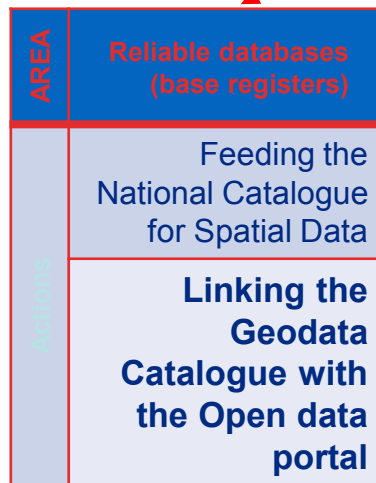 AREA
Reliable databases
(base registers)
Actions
Feeding the
National Catalogue
for Spatial Data
Linking the
Geodata
Catalogue with
the Open data
portal